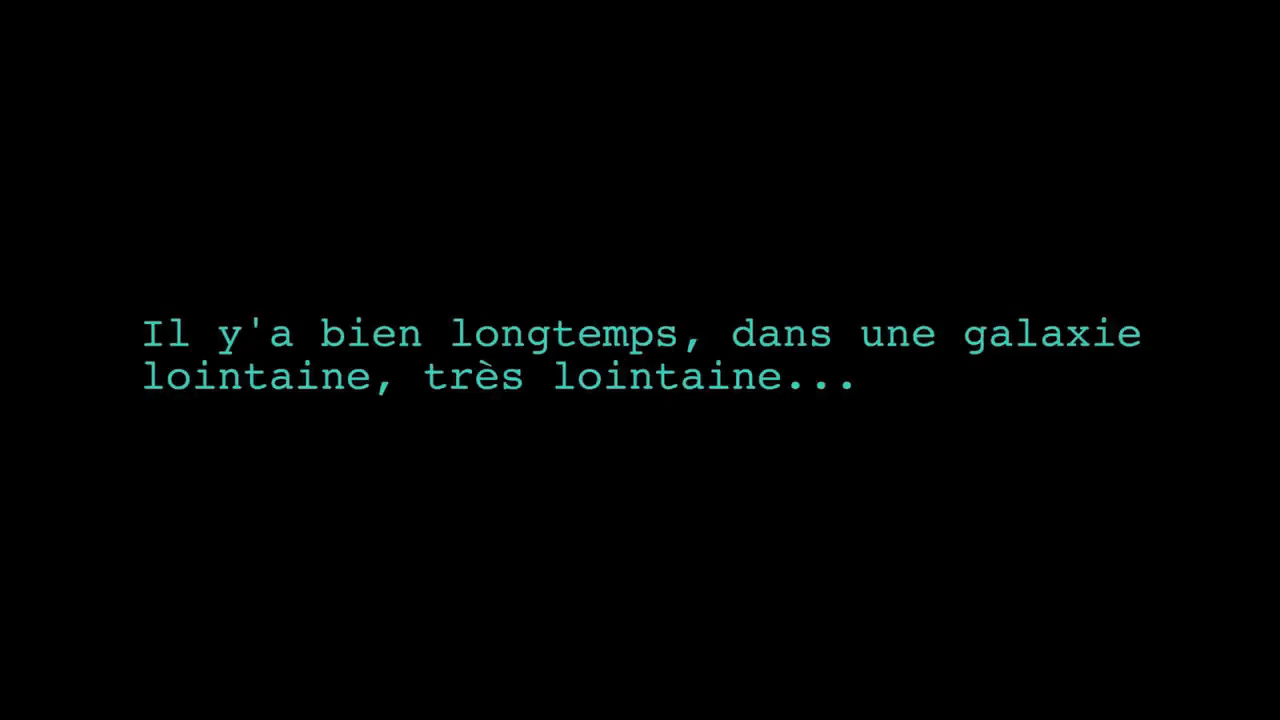 Il y'a bien longtemps, dans une galaxie
lointaine, très lointaine...